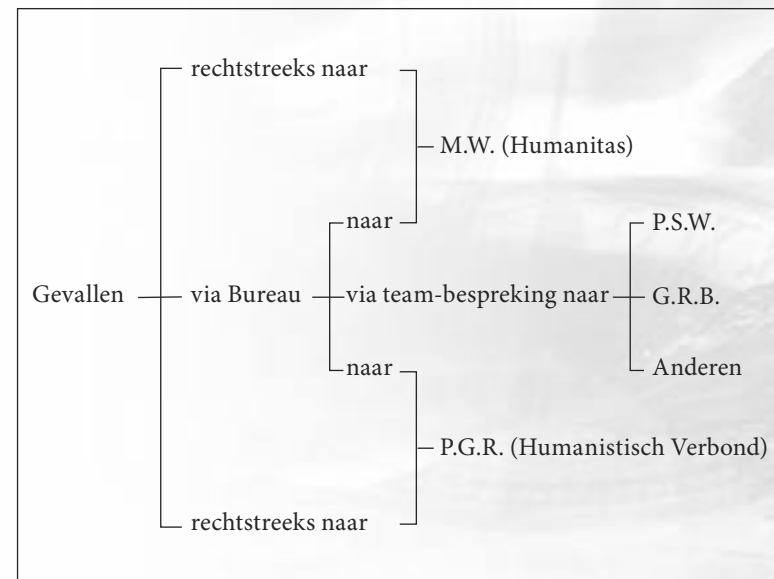 rechtstreeks naar
M.W. (Humanitas)
naar
P.S.W.
Gevallen via Bureau via team-bespreking naar G.R.B.
naar
Anderen
P.G.R. (Humanistisch Verbond)
rechtstreeks naar